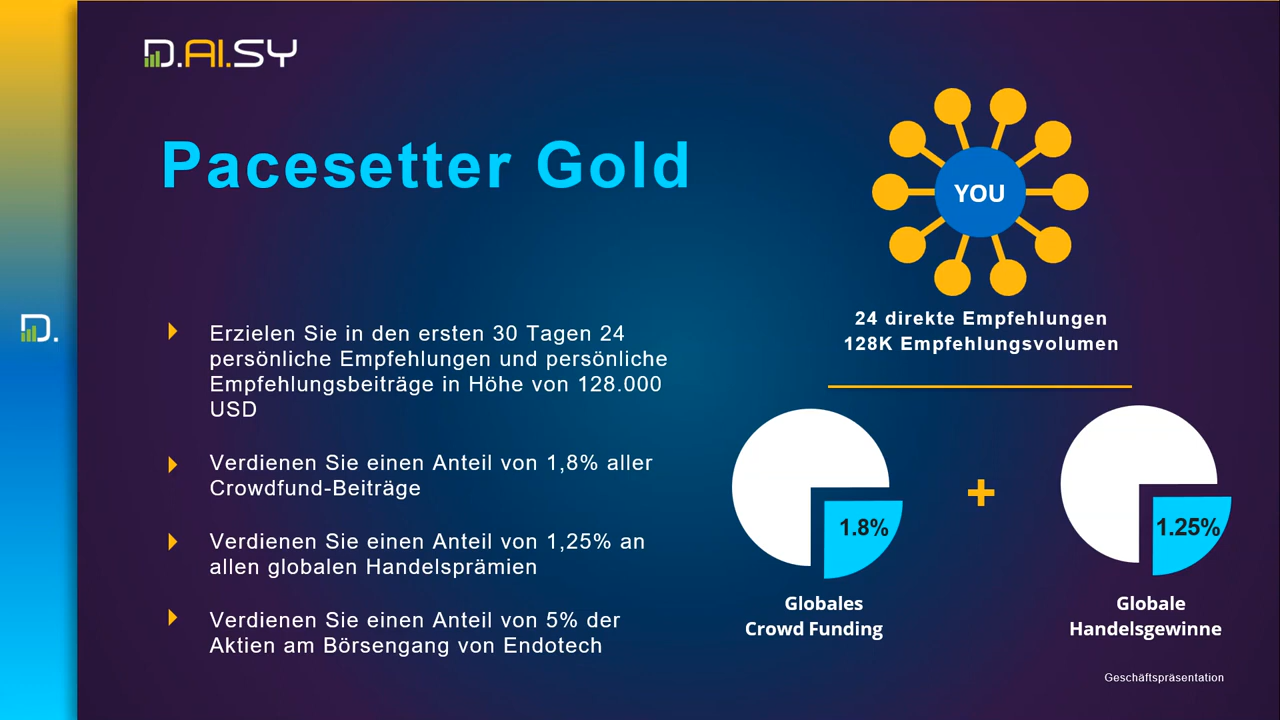 D.AI.SY
Pacesetter Gold
YOU
24 direkte Empfehlungen
128K Empfehlungsvolumen
D.
Erzielen Sie in den ersten 30 Tagen 24
persönliche Empfehlungen und persönliche
Empfehlungsbeiträge in Höhe von 128.000
USD
Verdienen Sie einen Anteil von 1,8% aller
Crowdfund-Beiträge
Verdienen Sie einen Anteil von 1,25% an
allen globalen Handelsprämien
Verdienen Sie einen Anteil von 5% der
Aktien am Börsengang von Endotech
1.8%
+
1.25%
Globales
Crowd Funding
Globale
Handelsgewinne
Geschäftspräsentation